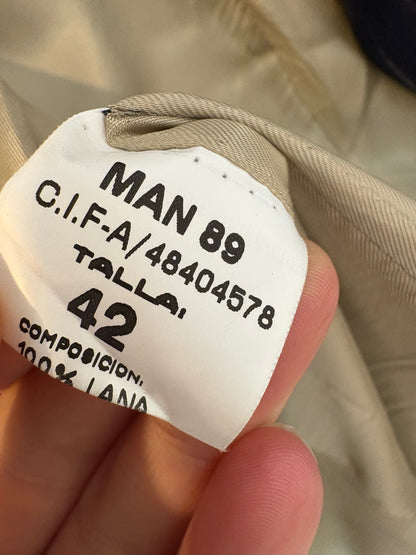 MAN 89
C.I.F-A/48404578
TALLA:
42
COMPOSICION:
100% LANA